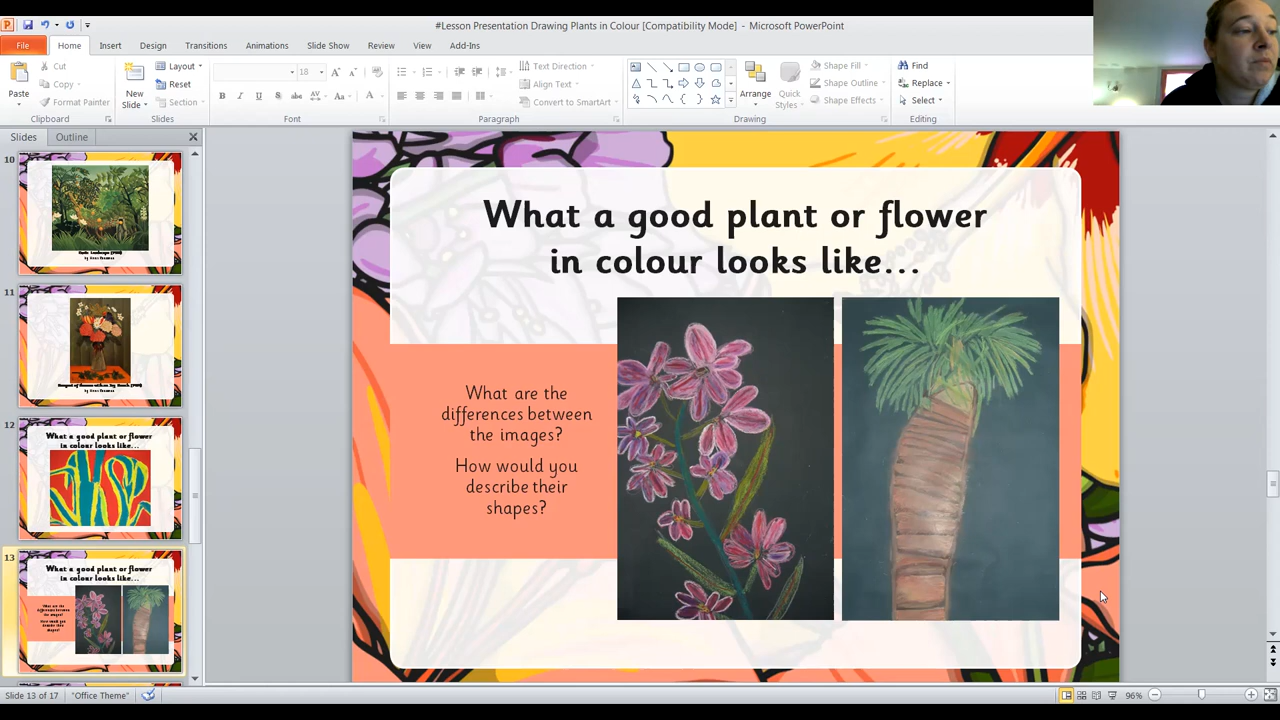 #Lesson Presentation Drawing Plants in Colour [Compatibility Mode] - Microsoft PowerPoint
File Home Insert Design Transitions Animations Slide Show Review View Add-Ins
Cut
Copy
Format Painter
Paste
Clipboard
New
Slide
Layout
Reset
Section
Slides
18
Font
Text Direction
Align Text
Convert to SmartArt
Paragraph
Arrange
Quick
Styles
Shape Fill
Shape Outline
Shape Effects
Drawing
Find
Replace
Select
Editing
Slides Outline
10
11
12
What a good plant or flower
in colour looks like...
13
What a good plant or flower
in colour looks like...
What are the
differences between
the images?
How would you
describe their
shapes?
What a good plant or flower
in colour looks like...
What are the
differences between
the images?
How would you
describe their
shapes?
Slide 13 of 17 "Office Theme" 96%